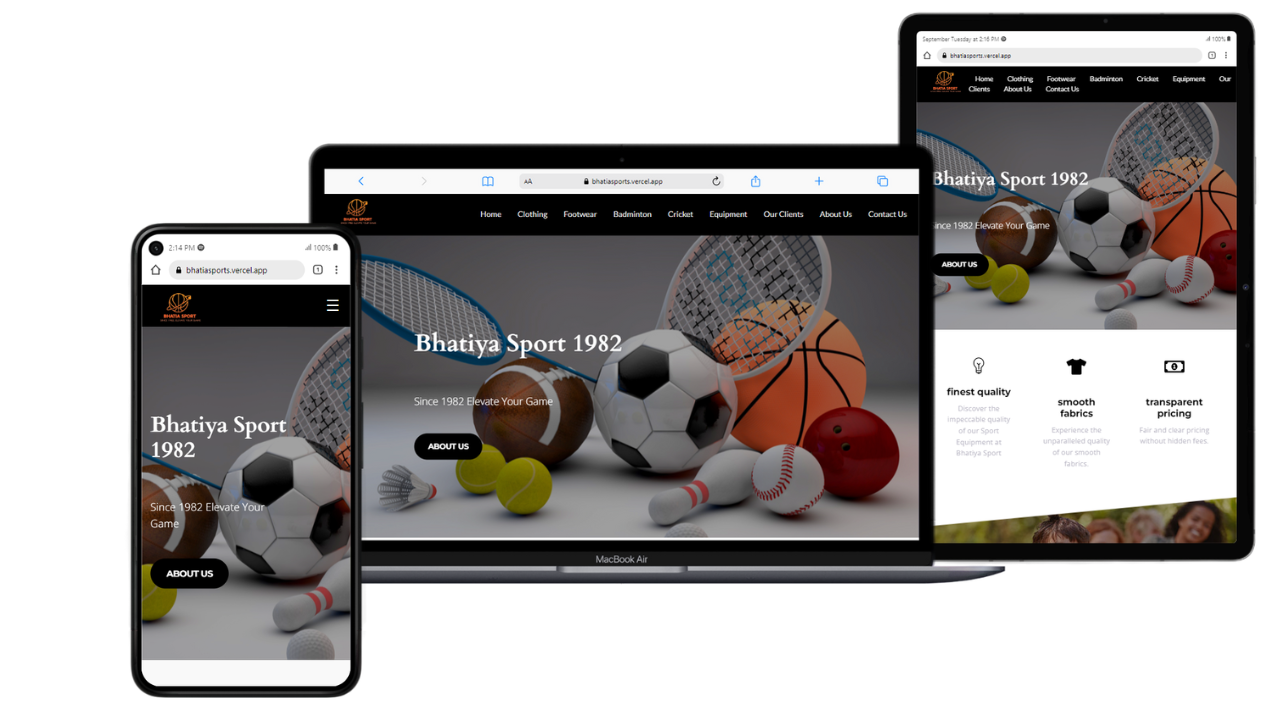 2:14 PM
100%
bhatiasports.vercel.app
1
BHATIA SPORT
Bhatiya Sport
1982
Since 1982 Elevate Your
Game
ABOUT US
AA
bhatiasports.vercel.app
BHATIA SPORT
Home Clothing Footwear Badminton Cricket Equipment Our Clients About Us Contact Us
Bhatiya Sport 1982
Since 1982 Elevate Your Game
ABOUT US
MacBook Air
September Tuesday at 2:16 PM
100%
bhatiasports.vercel.app
1
BHATIA SPORT
Home Clothing Footwear Badminton Cricket Equipment Our
Clients About Us Contact Us
Bhatiya Sport 1982
ince 1982 Elevate Your Game
ABOUT US
finest quality
Discover the
impeccable quality
of our Sport
Equipment at
Bhatiya Sport
smooth
fabrics
Experience the
unparalleled quality
of our smooth
fabrics.
transparent
pricing
Fair and clear pricing
without hidden fees.